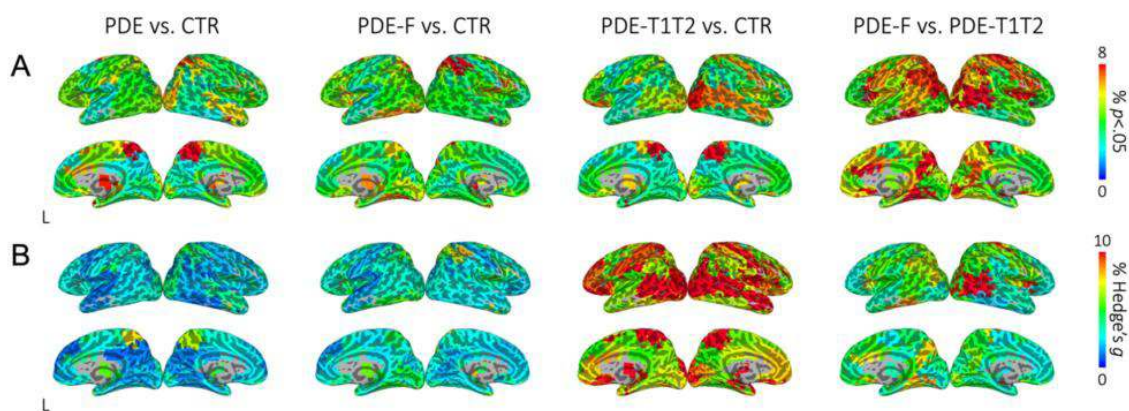 PDE vs. CTR
PDE-F vs. CTR
PDE-T1T2 vs. CTR
PDE-F vs. PDE-T1T2
A
8
% p<.05
0
L
B
10
% Hedge's g
0
L